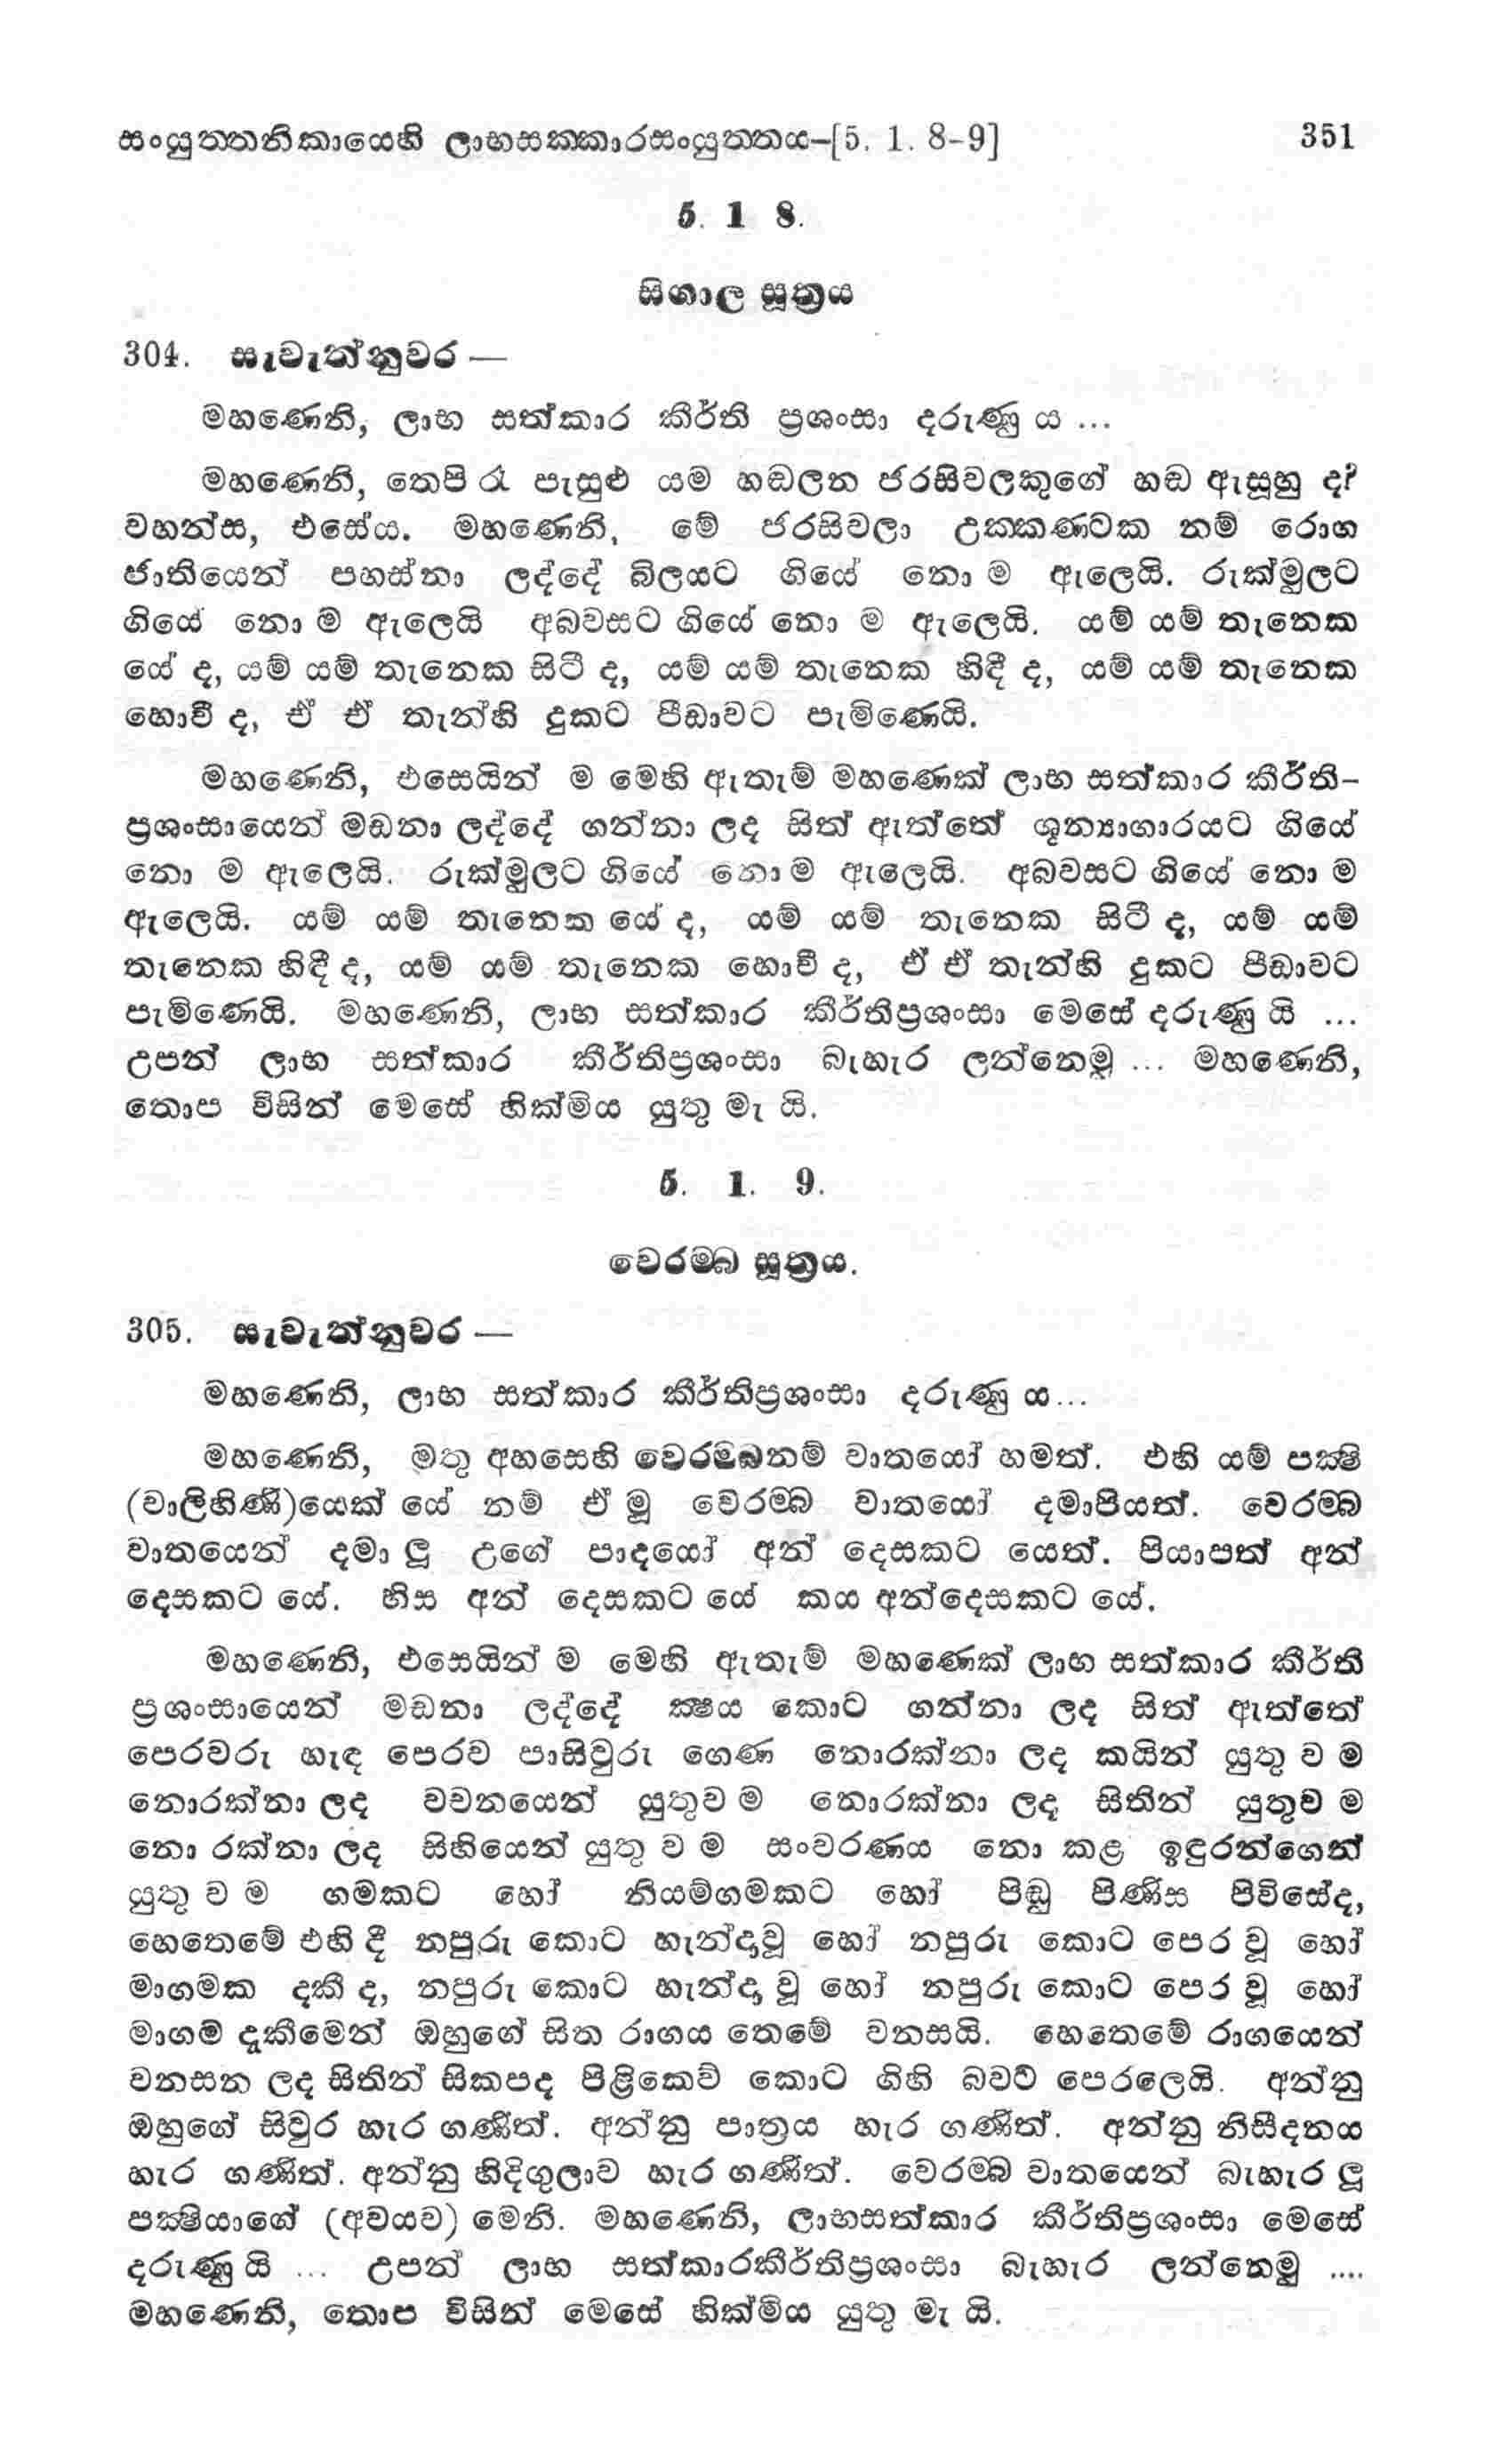 සංයුත්තනිකායෙහි ලාභසක්කාරසංයුත්තය–[5. 1. 8-9] 351
5. 1 8.
සිගාල සූත්‍රය
304. සැවැත්නුවර —
මහණෙනි, ලාභ සත්කාර කීර්ති ප්‍රශංසා දරුණු ය ...
මහණෙනි, තෙපි රෑ පැසුළු යම හඬලන ජරසිවලකුගේ හඬ ඇසූහු ද?
වහන්ස, එසේය. මහණෙනි, මේ ජරසිවලා උක්කණ්ටක නම් රොග
ජාතියෙන් පහස්නා ලද්දේ බිලයට ගියේ නො ම ඇලෙයි. රුක්මුලට
ගියේ නො ම ඇලෙයි අබවසට ගියේ නො ම ඇලෙයි. යම් යම් තැනෙක
යේ ද, යම් යම් තැනෙක සිටී ද, යම් යම් තැනෙක හිඳී ද, යම් යම් තැනෙක
හොවී ද, ඒ ඒ තැන්හි දුකට පීඩාවට පැමිණෙයි.
මහණෙනි, එසෙයින් ම මෙහි ඇතැම් මහණෙක් ලාභ සත්කාර කීර්ති-
ප්‍රශංසායෙන් මඩනා ලද්දේ ගන්නා ලද සිත් ඇත්තේ ශූන්‍යාගාරයට ගියේ
නො ම ඇලෙයි. රුක්මුලට ගියේ නො ම ඇලෙයි. අබවසට ගියේ නො ම
ඇලෙයි. යම් යම් තැනෙක යේ ද, යම් යම් තැනෙක සිටී ද, යම් යම්
තැනෙක හිඳී ද, යම් යම් තැනෙක හොවී ද, ඒ ඒ තැන්හි දුකට පීඩාවට
පැමිණෙයි. මහණෙනි, ලාභ සත්කාර කීර්තිප්‍රශංසා මෙසේ දරුණු යි ...
උපන් ලාභ සත්කාර කීර්තිප්‍රශංසා බැහැර ලන්නෙමු ... මහණෙනි,
තොප විසින් මෙසේ හික්මිය යුතු මැ යි.
5. 1. 9.
වෙරම්බ සූත්‍රය.
305. සැවැත්නුවර —
මහණෙනි, ලාභ සත්කාර කීර්තිප්‍රශංසා දරුණු ය...
මහණෙනි, මතු අහසෙහි වෙරම්බනම් වාතයෝ හමත්. එහි යම් පක්‍ෂි
(වාලිහිණි)යෙක් යේ නම් ඒ මූ වෙරම්බ වාතයෝ දමාපියත්. වෙරම්බ
වාතයෙන් දමා ලූ උගේ පාදයෝ අන් දෙසකට යෙත්. පියාපත් අන්
දෙසකට යේ. හිස අන් දෙසකට යේ කය අන්දෙසකට යේ.
මහණෙනි, එසෙයින් ම මෙහි ඇතැම් මහණෙක් ලාභ සත්කාර කීර්ති
ප්‍රශංසායෙන් මඩනා ලද්දේ ක්‍ෂය කොට ගන්නා ලද සිත් ඇත්තේ
පෙරවරු හැඳ පෙරව පාසිවුරු ගෙණ නොරක්නා ලද කයින් යුතු ව ම
නොරක්නා ලද වචනයෙන් යුතුව ම නොරක්නා ලද සිතින් යුතුව ම
නො රක්නා ලද සිහියෙන් යුතු ව ම සංවරණය නො කළ ඉඳුරන්ගෙන්
යුතු ව ම ගමකට හෝ නියම්ගමකට හෝ පිඬු පිණිස පිවිසේද,
හෙතෙමේ එහි දී නපුරු කොට හැන්දාවූ හෝ නපුරු කොට පෙර වූ හෝ
මාගමක දකී ද, නපුරු කොට හැන්දා වූ හෝ නපුරු කොට පෙර වූ හෝ
මාගම දැකීමෙන් ඔහුගේ සිත රාගය තෙමේ වනසයි. හෙතෙමේ රාගයෙන්
වනසන ලද සිතින් සිකපද පිළිකෙව් කොට ගිහි බවට පෙරලෙයි. අන්නු
ඔහුගේ සිවුර හැර ගණිත්. අන්නු පාත්‍රය හැර ගණිත්. අන්නු නිසීදනය
හැර ගණිත්. අන්නු හිදිගුලාව හැර ගණිත්. වෙරම්බ වාතයෙන් බැහැර ලූ
පක්‍ෂියාගේ (අවයව) මෙනි. මහණෙනි, ලාභසත්කාර කීර්තිප්‍රශංසා මෙසේ
දරුණු යි ... උපන් ලාභ සත්කාරකීර්තිප්‍රශංසා බැහැර ලන්නෙමු ....
මහණෙනි, තොප විසින් මෙසේ හික්මිය යුතු මැ යි.